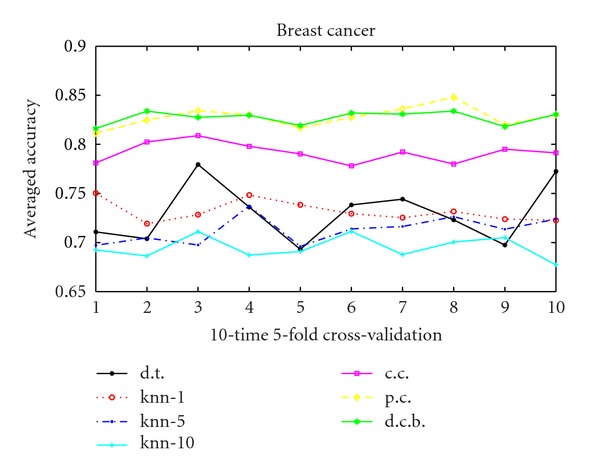 Breast cancer
0.9
0.85
0.8
0.75
0.7
0.65
Averaged accuracy
1 2 3 4 5 6 7 8 9 10
10-time 5-fold cross-validation
d.t.
knn-1
knn-5
knn-10
c.c.
p.c.
d.c.b.